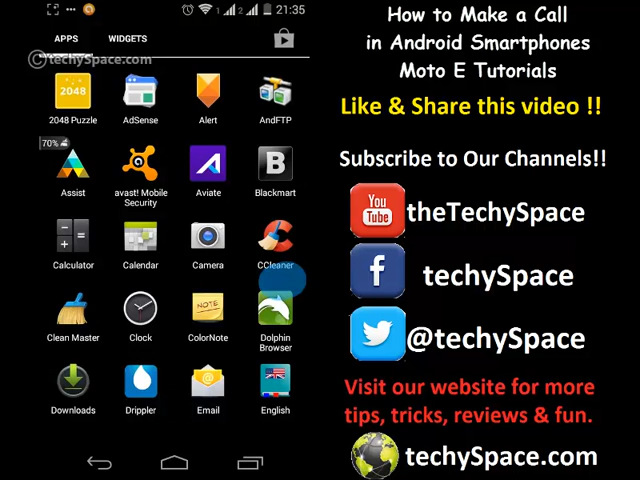 21:35
APPS WIDGETS
©techySpace.com
2048
2048 Puzzle AdSense Alert AndFTP
70%
Assist avast! Mobile Security Aviate Blackmart
Calculator Calendar Camera CCleaner
NOTE
Clean Master Clock ColorNote Dolphin Browser
Downloads Drippler Email English
How to Make a Call
in Android Smartphones
Moto E Tutorials
Like & Share this video !!
Subscribe to Our Channels!!
You Tube theTechySpace
f techySpace
@techySpace
Visit our website for more
tips, tricks, reviews & fun.
techySpace.com